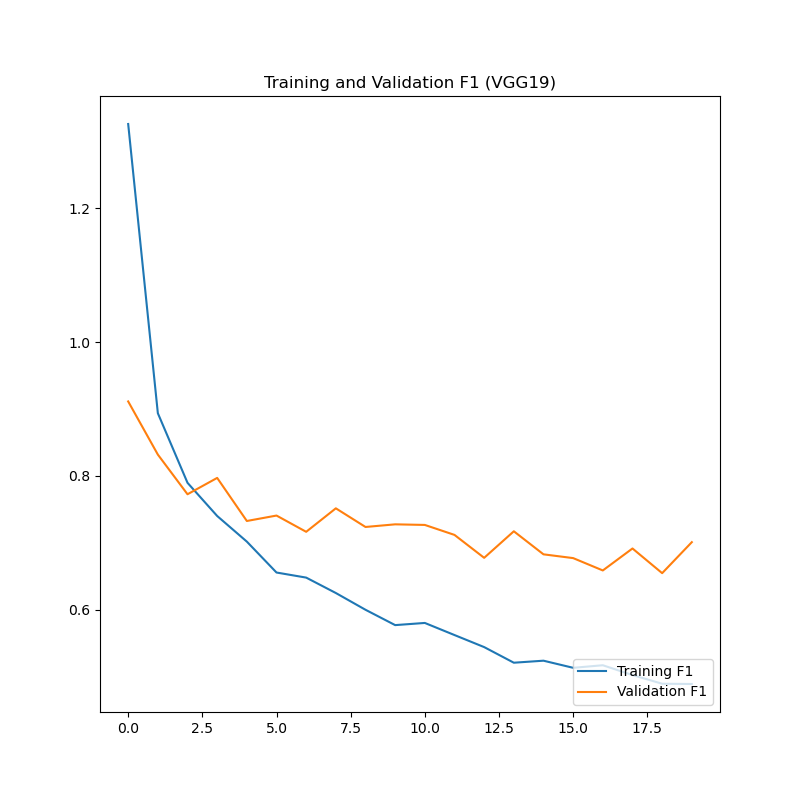 Training and Validation F1 (VGG19)
1.2
1.0
0.8
0.6
Training F1
Validation F1
0.0 2.5 5.0 7.5 10.0 12.5 15.0 17.5